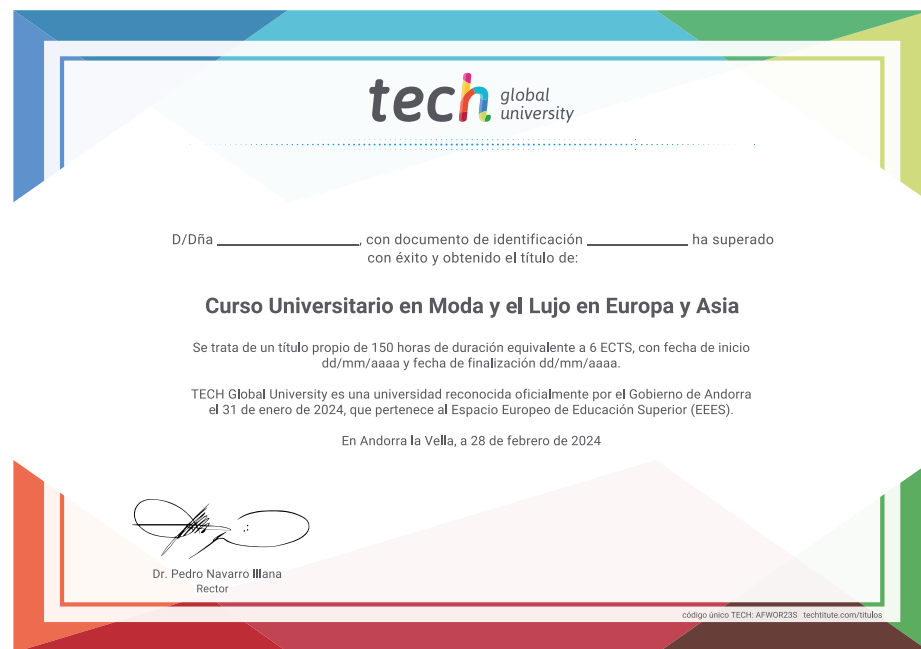 tech global
university
D/Dña ______________, con documento de identificación __________ ha superado
con éxito y obtenido el título de:
Curso Universitario en Moda y el Lujo en Europa y Asia
Se trata de un título propio de 150 horas de duración equivalente a 6 ECTS, con fecha de inicio
dd/mm/aaaa y fecha de finalización dd/mm/aaaa.
TECH Global University es una universidad reconocida oficialmente por el Gobierno de Andorra
el 31 de enero de 2024, que pertenece al Espacio Europeo de Educación Superior (EEES).
En Andorra la Vella, a 28 de febrero de 2024
Dr. Pedro Navarro Illana
Rector
código único TECH: AFWOR23S techtitute.com/titulos